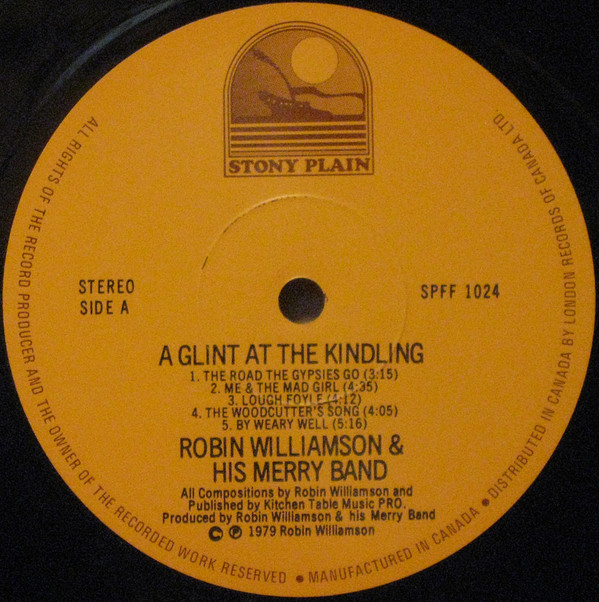 STONY PLAIN
STEREO
SIDE A
SPFF 1024
A GLINT AT THE KINDLING
1. THE ROAD THE GYPSIES GO (3:15)
2. ME & THE MAD GIRL (4:35)
3. LOUGH FOYLE (4:12)
4. THE WOODCUTTER'S SONG (4:05)
5. BY WEARY WELL (5:16)
ROBIN WILLIAMSON &
HIS MERRY BAND
All Compositions by Robin Williamson and
Published by Kitchen Table Music PRO.
Produced by Robin Williamson & his Merry Band
© ℗ 1979 Robin Williamson
ALL RIGHTS OF THE RECORD PRODUCER AND THE OWNER OF THE RECORDED WORK RESERVED ● MANUFACTURED IN CANADA ● DISTRIBUTED IN CANADA BY LONDON RECORDS OF CANADA LTD.